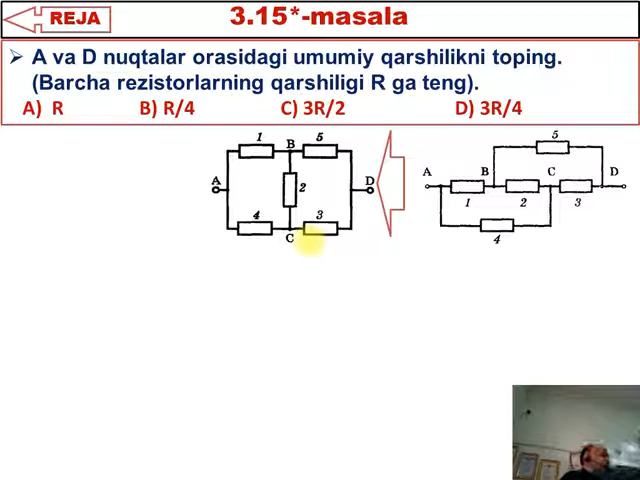 REJA
3.15*-masala
➢ A va D nuqtalar orasidagi umumiy qarshilikni toping.
(Barcha rezistorlarning qarshiligi R ga teng).
A) R B) R/4 C) 3R/2 D) 3R/4
1 B 5
A 2 D
4 3
C
5
A B C D
1 2 3
4